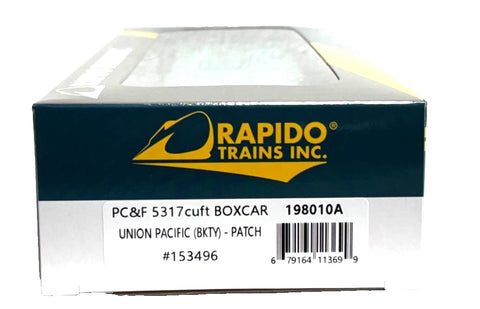 RAPIDO®
TRAINS INC.
PC&F 5317cuft BOXCAR 198010A
UNION PACIFIC (BKTY) - PATCH
#153496
6 79164 11369 9